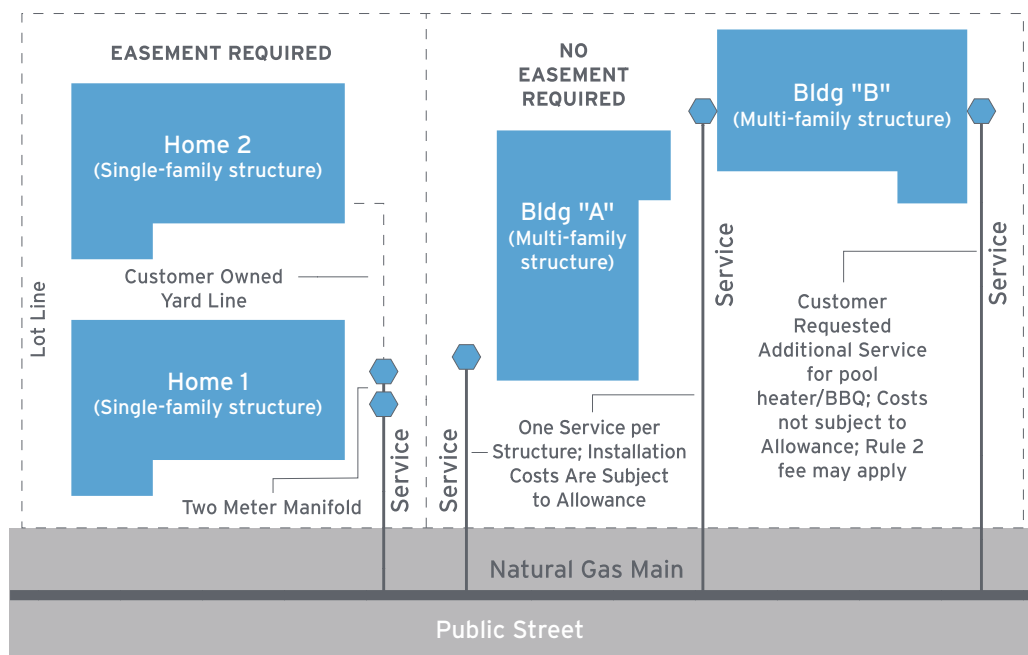 EASEMENT REQUIRED
Home 2
(Single-family structure)
Customer Owned
Yard Line
Lot Line
Home 1
(Single-family structure)
Two Meter Manifold
Service
NO
EASEMENT
REQUIRED
Bldg "A"
(Multi-family
structure)
Service
One Service per
Structure; Installation
Costs Are Subject
to Allowance
Bldg "B"
(Multi-family structure)
Service
Customer
Requested
Additional Service
for pool
heater/BBQ; Costs
not subject to
Allowance; Rule 2
fee may apply
Service
Natural Gas Main
Public Street